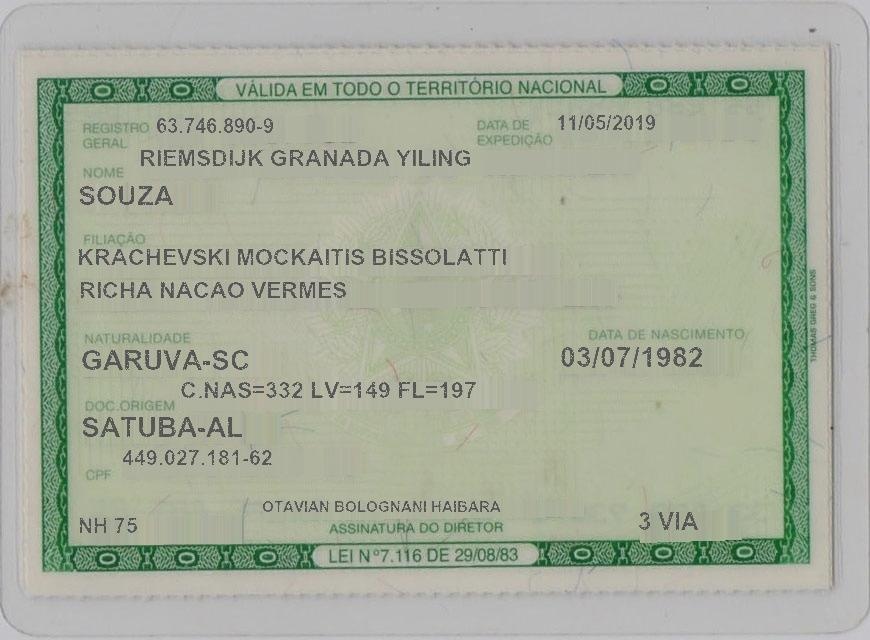 VÁLIDA EM TODO O TERRITÓRIO NACIONAL
REGISTRO GERAL 63.746.890-9 DATA DE EXPEDIÇÃO 11/05/2019
NOME RIEMSDIJK GRANADA YILING
SOUZA
FILIAÇÃO
KRACHEVSKI MOCKAITIS BISSOLATTI
RICHA NACAO VERMES
NATURALIDADE DATA DE NASCIMENTO
GARUVA-SC 03/07/1982
C.NAS=332 LV=149 FL=197
DOC.ORIGEM
SATUBA-AL
CPF 449.027.181-62
OTAVIAN BOLOGNANI HAIBARA
NH 75 ASSINATURA DO DIRETOR 3 VIA
LEI Nº7.116 DE 29/08/83
THOMAS GREG & SONS